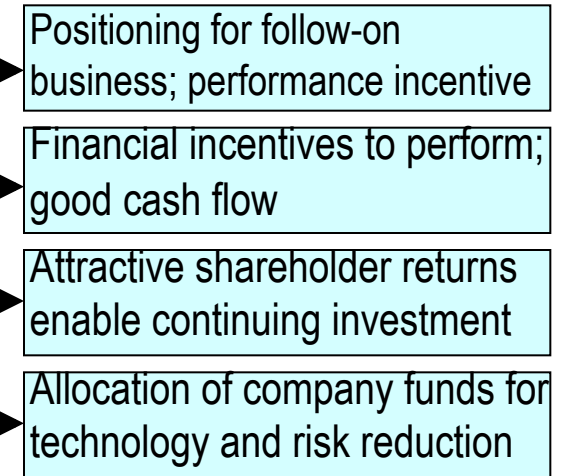 Positioning for follow-on
business; performance incentive
Financial incentives to perform;
good cash flow
Attractive shareholder returns
enable continuing investment
Allocation of company funds for
technology and risk reduction